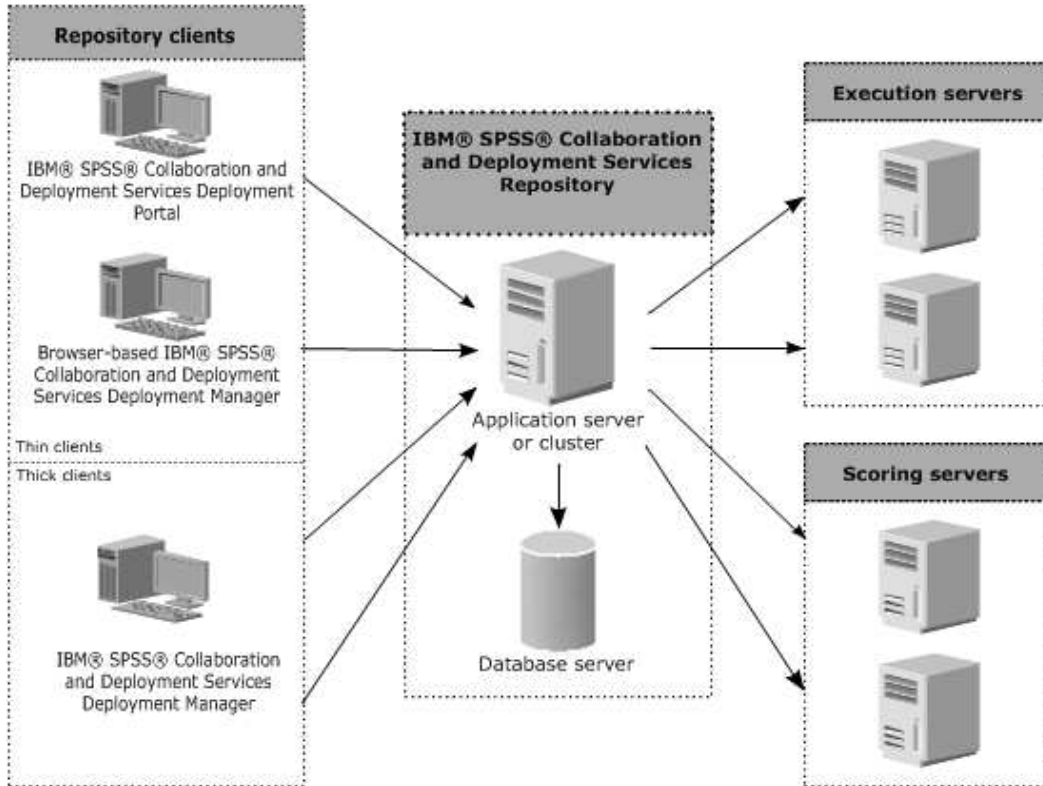 Repository clients
IBM® SPSS® Collaboration and
Deployment Services Deployment
Portal
Browser-based IBM® SPSS®
Collaboration and Deployment
Services Deployment Manager
Thin clients
Thick clients
IBM® SPSS® Collaboration
and Deployment Services
Deployment Manager
IBM® SPSS® Collaboration
and Deployment Services
Repository
Application server
or cluster
Database server
Execution servers
Scoring servers